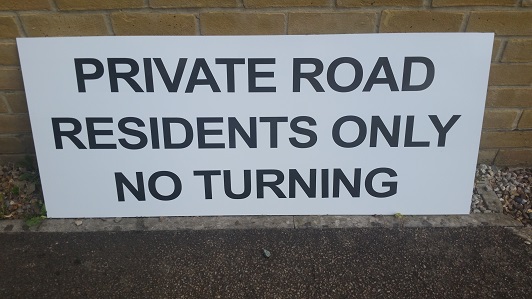 PRIVATE ROAD
RESIDENTS ONLY
NO TURNING